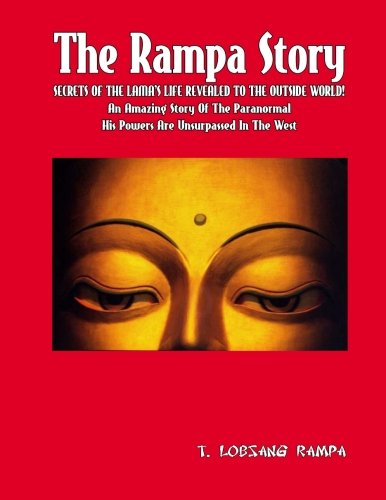 The Rampa Story
SECRETS OF THE LAMA'S LIFE REVEALED TO THE OUTSIDE WORLD!
An Amazing Story Of The Paranormal
His Powers Are Unsurpassed In The West
T. LOBSANG RAMPA